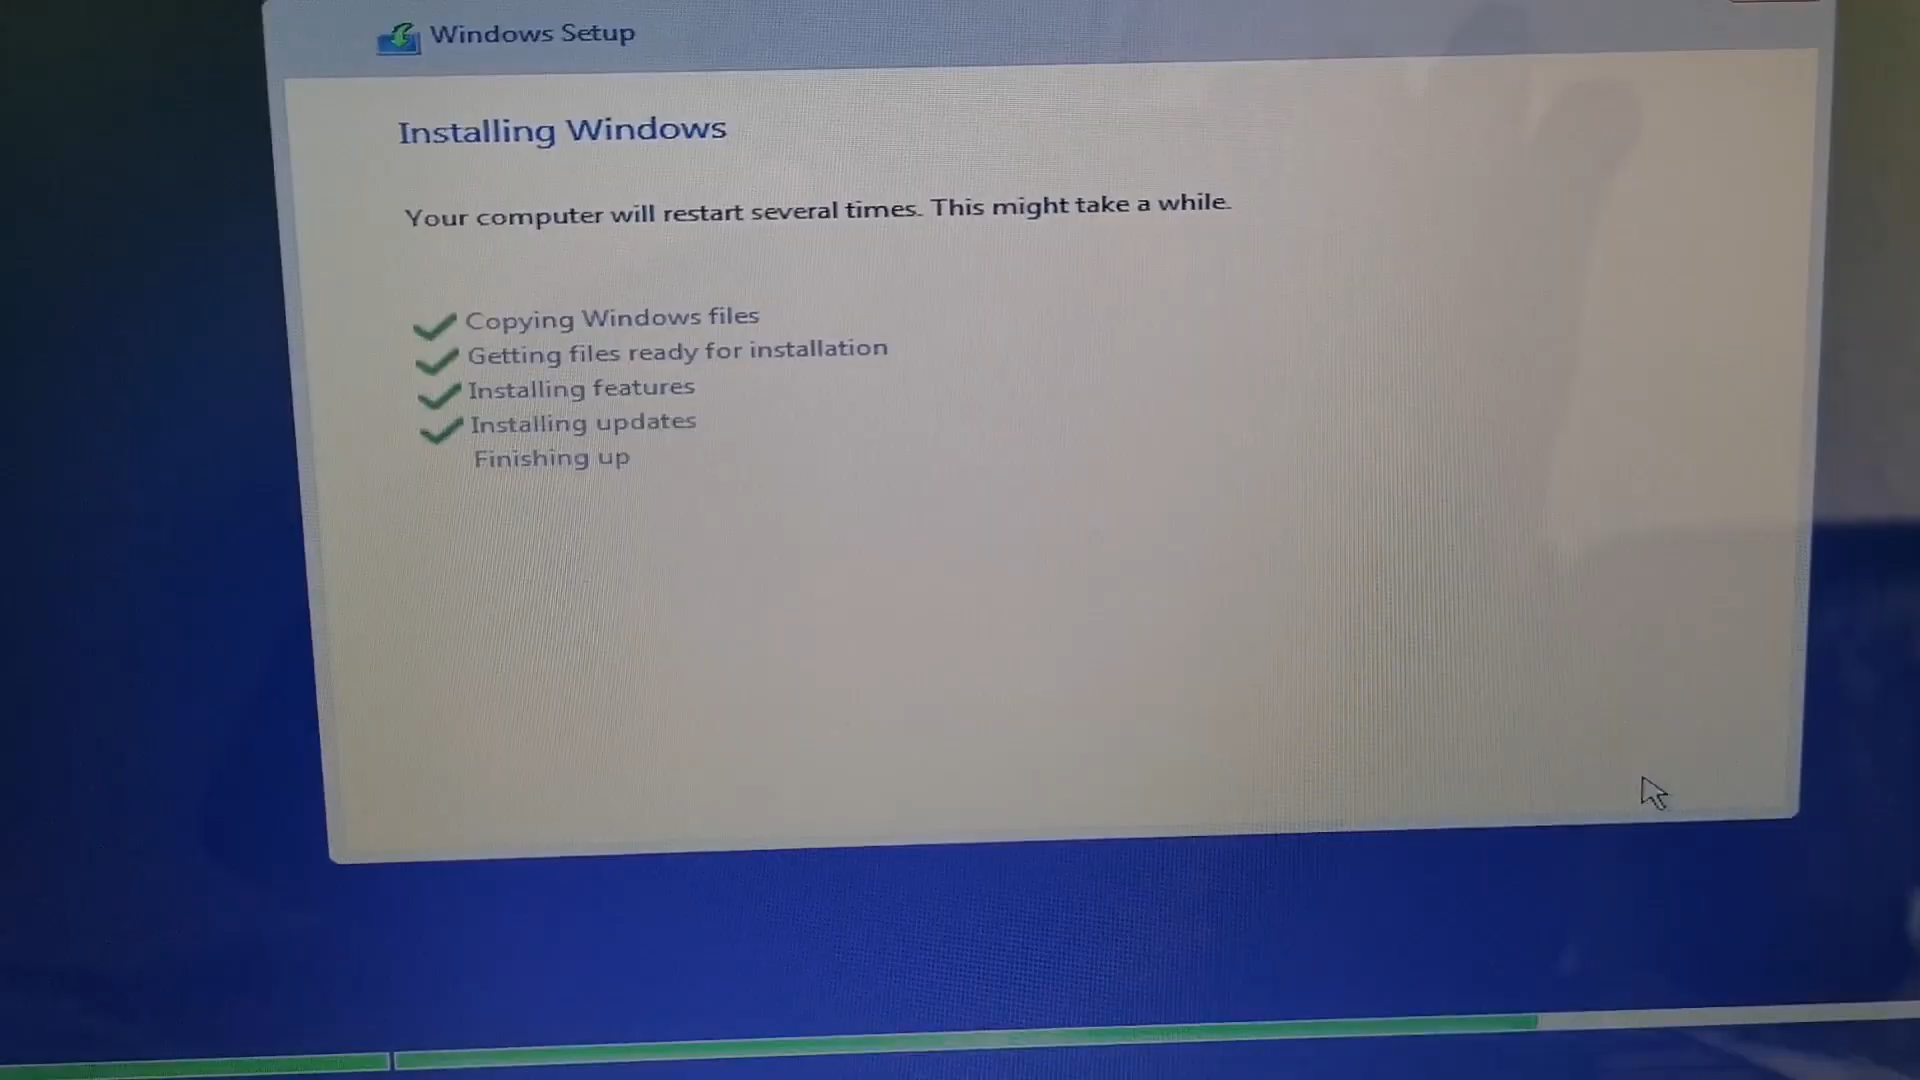 Windows Setup
Installing Windows
Your computer will restart several times. This might take a while.
Copying Windows files
Getting files ready for installation
Installing features
Installing updates
Finishing up